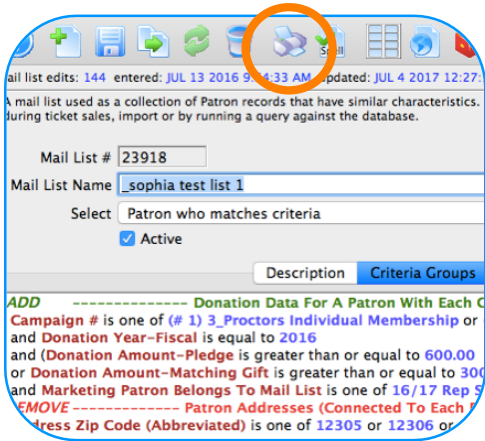 Spell
ail list edits: 144 entered: JUL 13 2016 9: 4:33 AM updated: JUL 4 2017 12:27:
A mail list used as a collection of Patron records that have similar characteristics.
during ticket sales, import or by running a query against the database.
Mail List # 23918
Mail List Name _sophia test list 1
Select Patron who matches criteria
Active
Description Criteria Groups
ADD -------------- Donation Data For A Patron With Each C
Campaign # is one of (# 1) 3_Proctors Individual Membership or
and Donation Year-Fiscal is equal to 2016
and (Donation Amount-Pledge is greater than or equal to 600.00
or Donation Amount-Matching Gift is greater than or equal to 300
and Marketing Patron Belongs To Mail List is one of 16/17 Rep S
EMOVE -------------- Patron Addresses (Connected To Each
dress Zip Code (Abbreviated) is one of 12305 or 12306 or